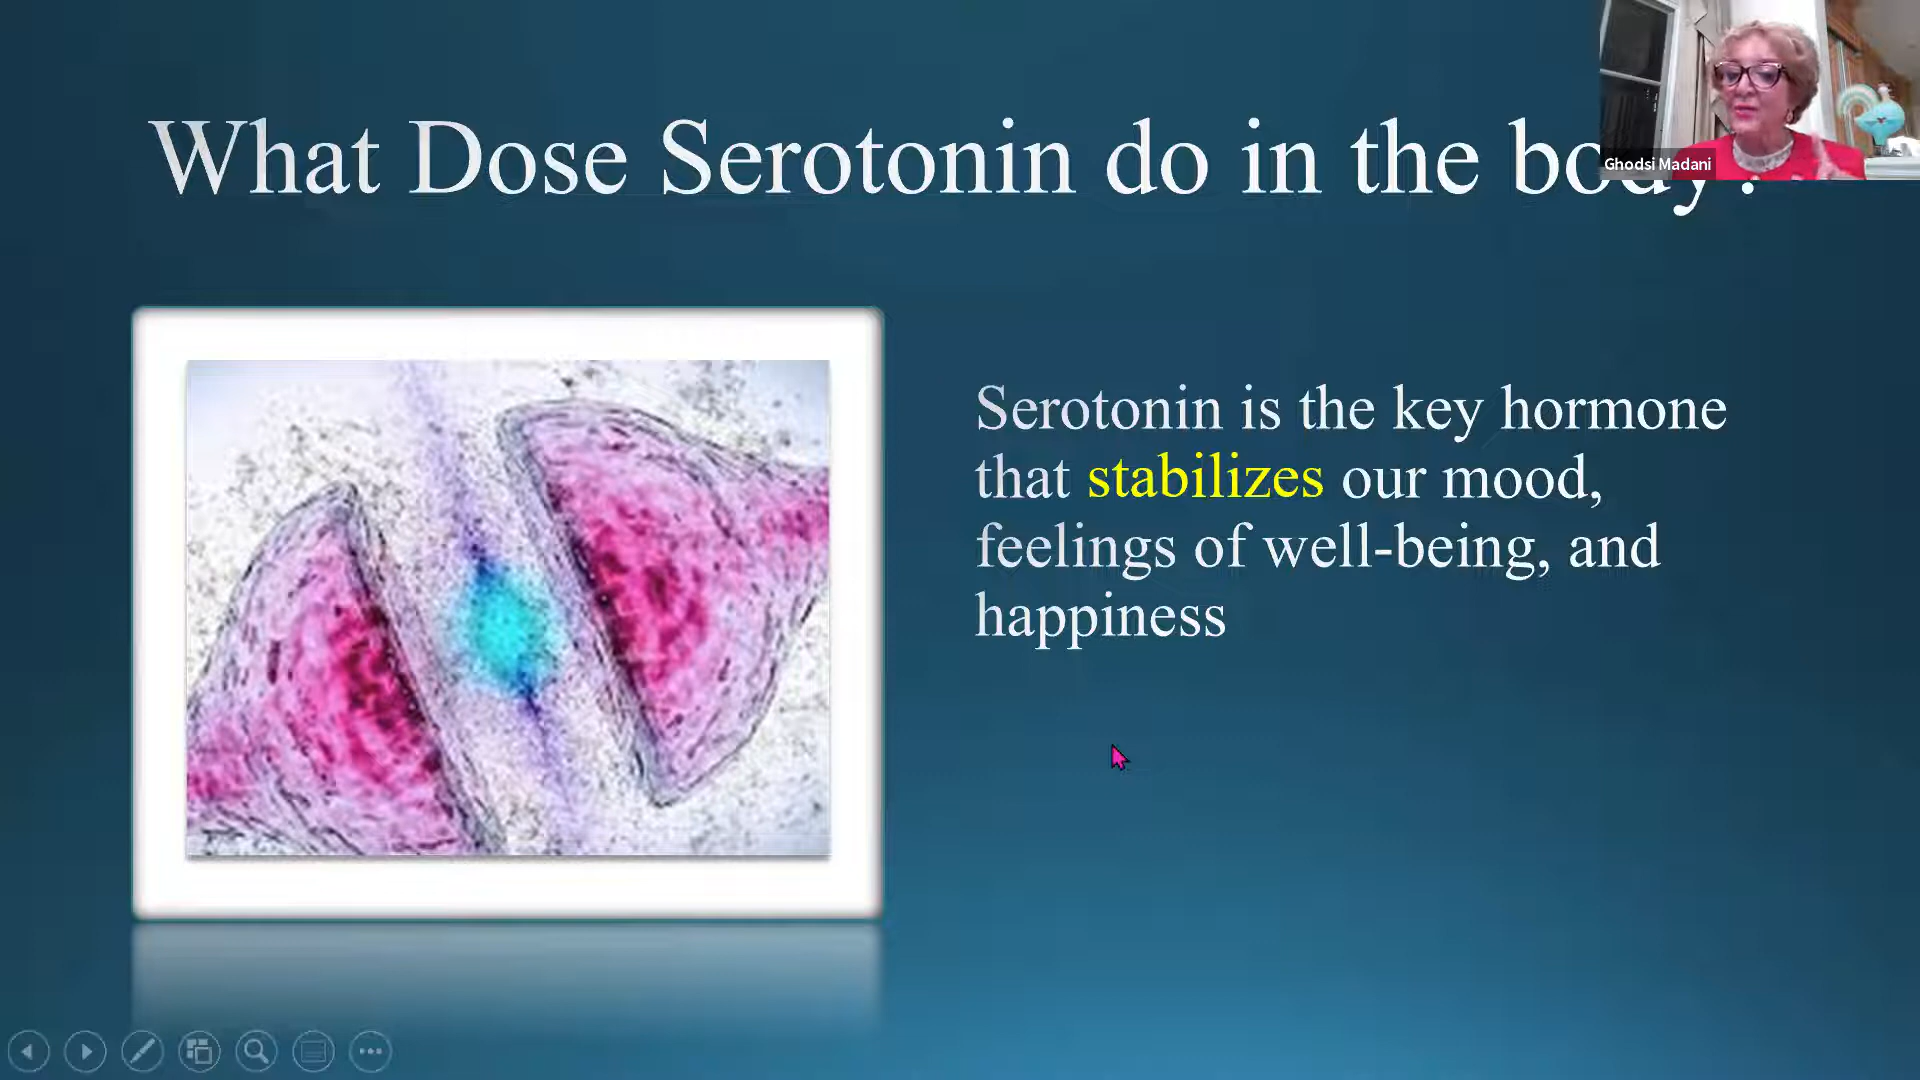 What Dose Serotonin do in the body?
Ghodsi Madani
Serotonin is the key hormone
that stabilizes our mood,
feelings of well-being, and
happiness